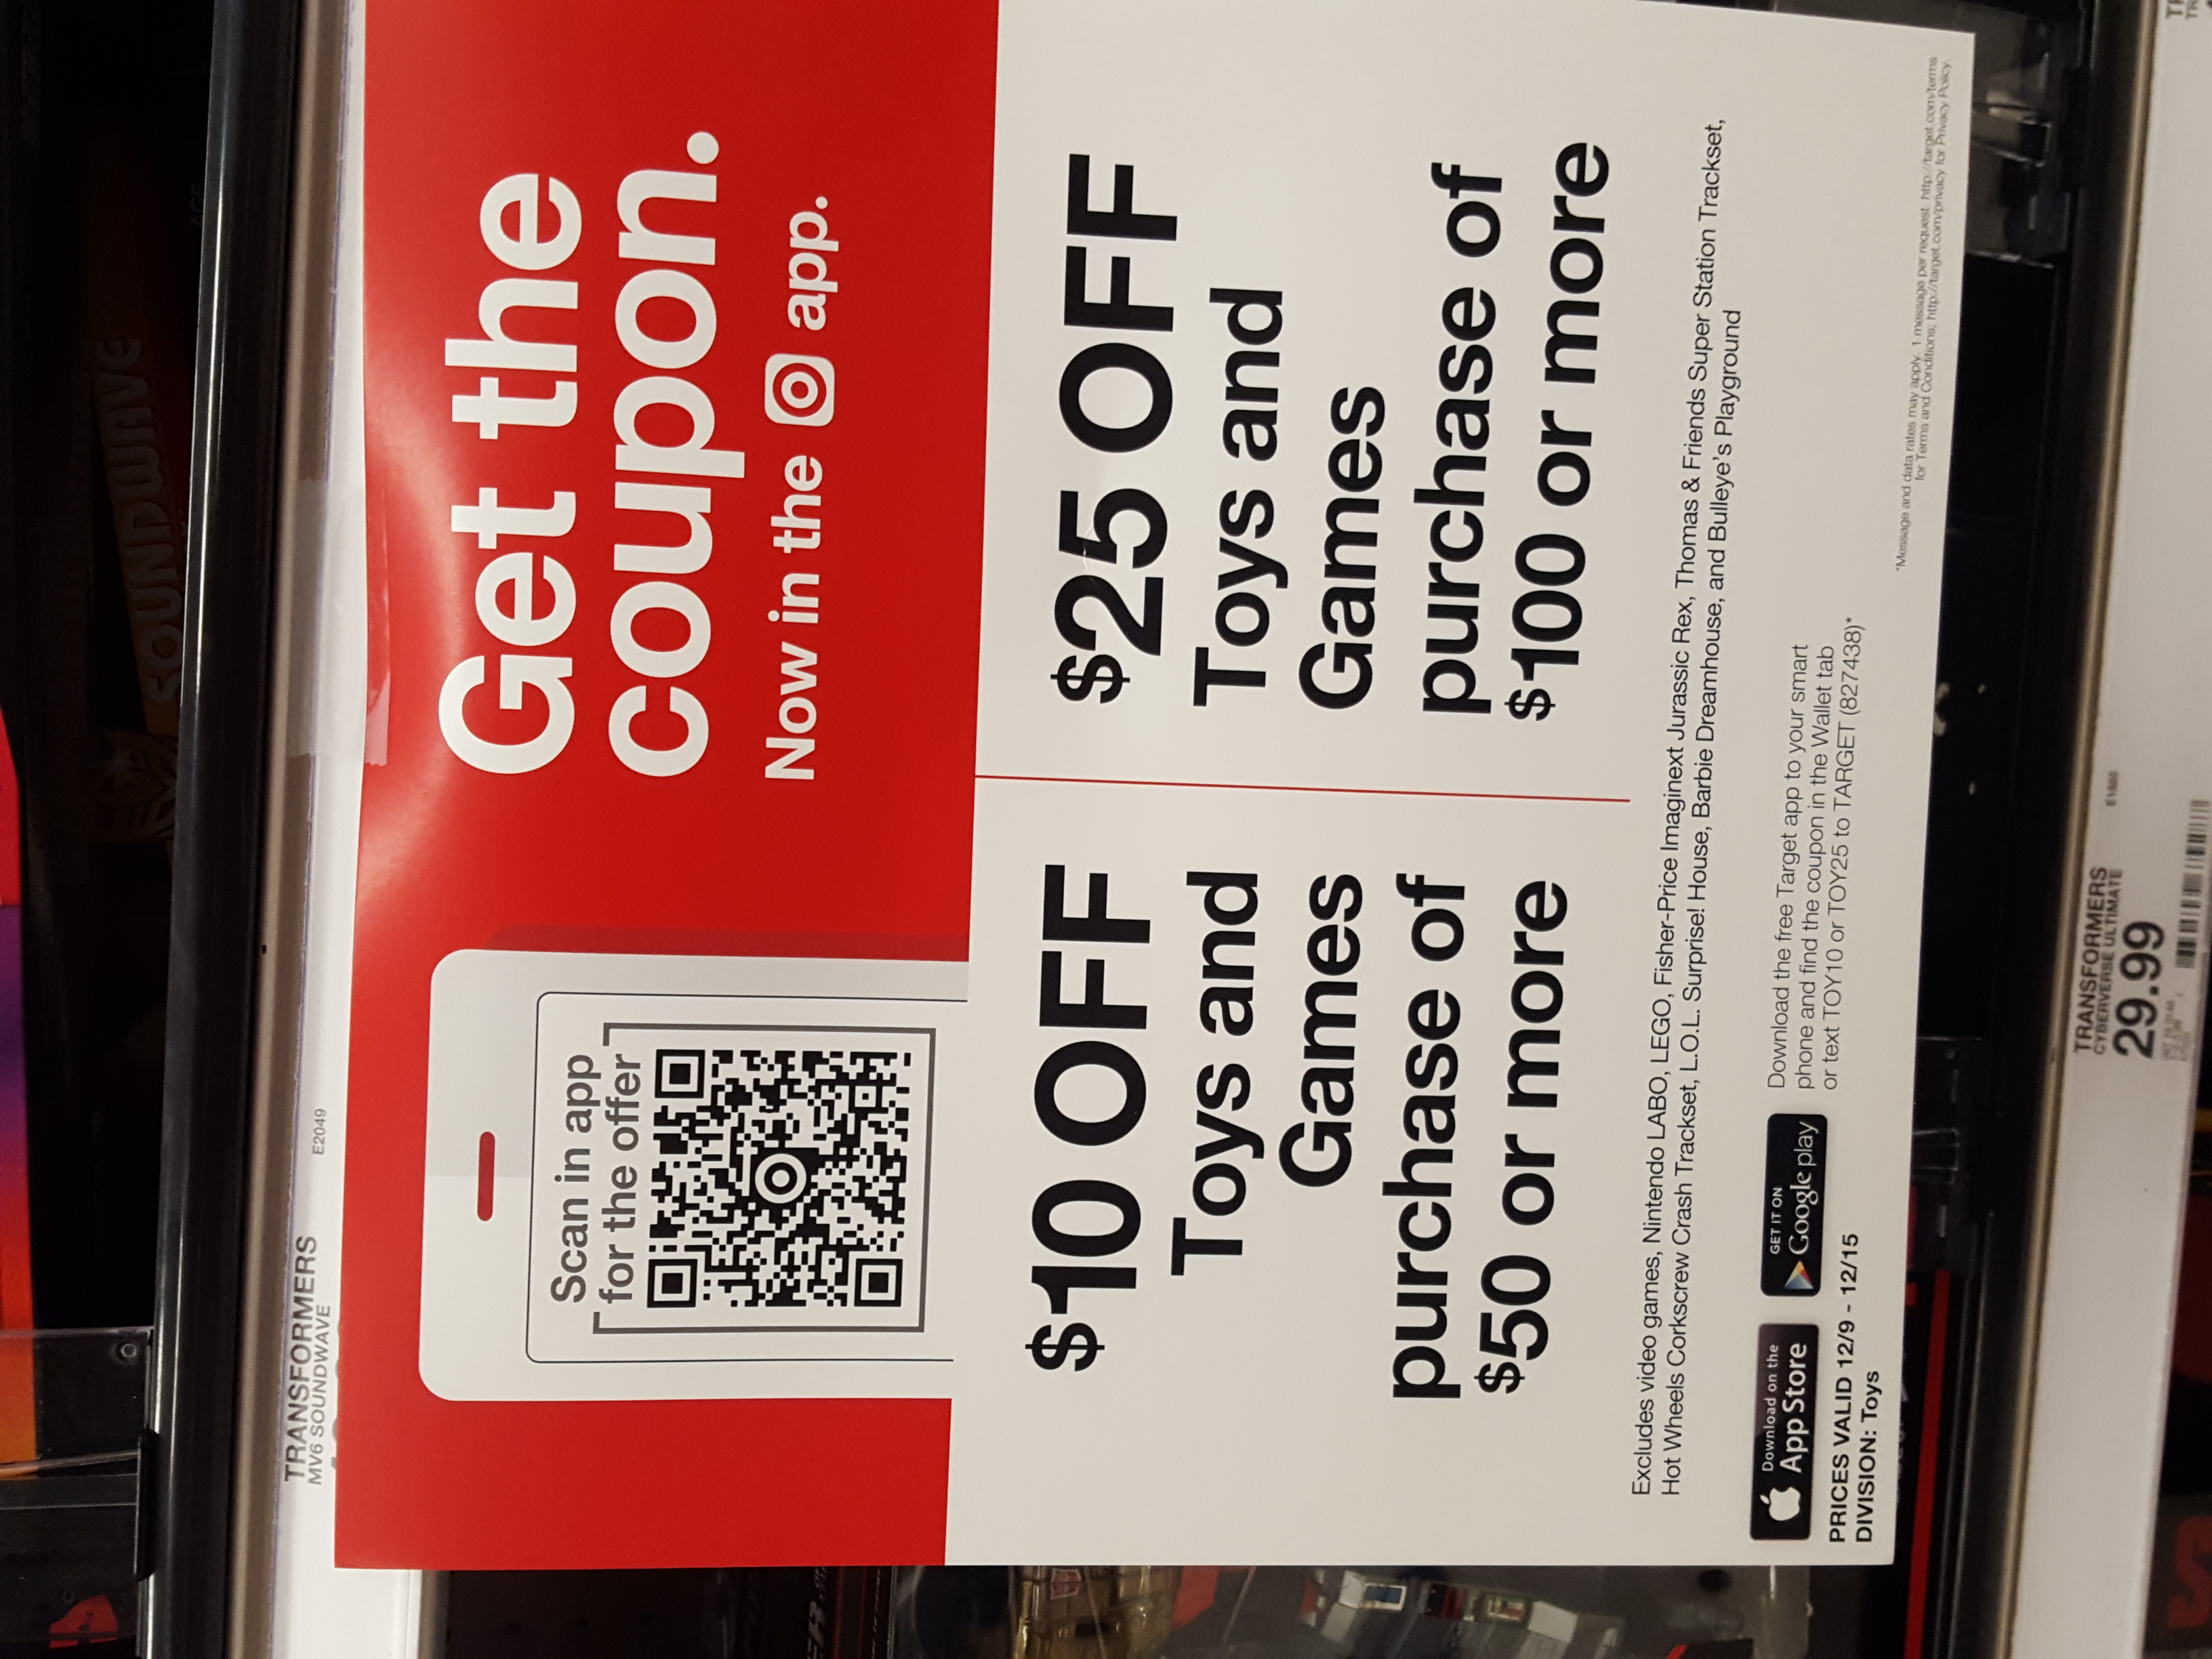 SOUNDWAVE
TRANSFORMERS
MV6 SOUNDWAVE
E2049
Scan in app
for the offer
Get the
coupon.
Now in the app.
$10 OFF
Toys and
Games
purchase of
$50 or more
$25 OFF
Toys and
Games
purchase of
$100 or more
Excludes video games, Nintendo LABO, LEGO, Fisher-Price Imaginext Jurassic Rex, Thomas & Friends Super Station Trackset,
Hot Wheels Corkscrew Crash Trackset, L.O.L. Surprise! House, Barbie Dreamhouse, and Bulleye's Playground
Download on the
App Store
GET IT ON
Google play
Download the free Target app to your smart
phone and find the coupon in the Wallet tab
or text TOY10 or TOY25 to TARGET (827438)*
PRICES VALID 12/9 - 12/15
DIVISION: Toys
*Message and data rates may apply. 1 message per request. http://target.com/terms
for Terms and Conditions; http://target.com/privacy for Privacy Policy.
TRANSFORMERS
CYBERVERSE ULTIMATE
29.99